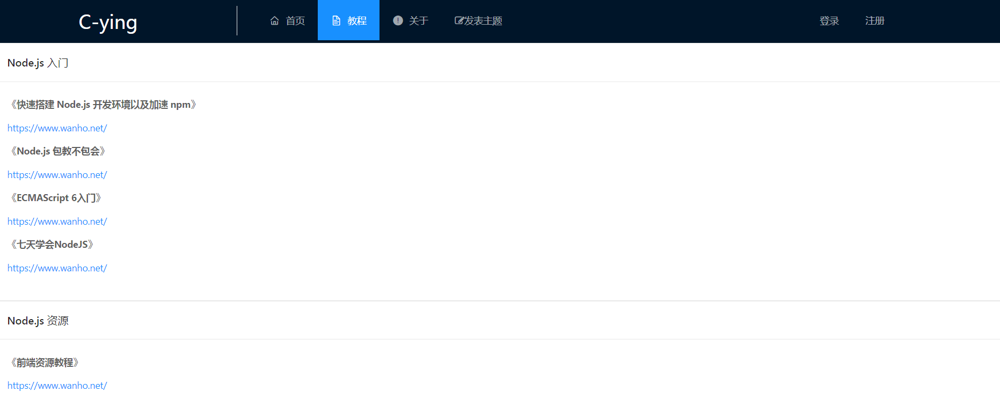 C-ying 首页 教程 关于 发表主题 登录 注册
Node.js 入门
《快速搭建 Node.js 开发环境以及加速 npm》
https://www.wanho.net/
《Node.js 包教不包会》
https://www.wanho.net/
《ECMAScript 6入门》
https://www.wanho.net/
《七天学会NodeJS》
https://www.wanho.net/
Node.js 资源
《前端资源教程》
https://www.wanho.net/